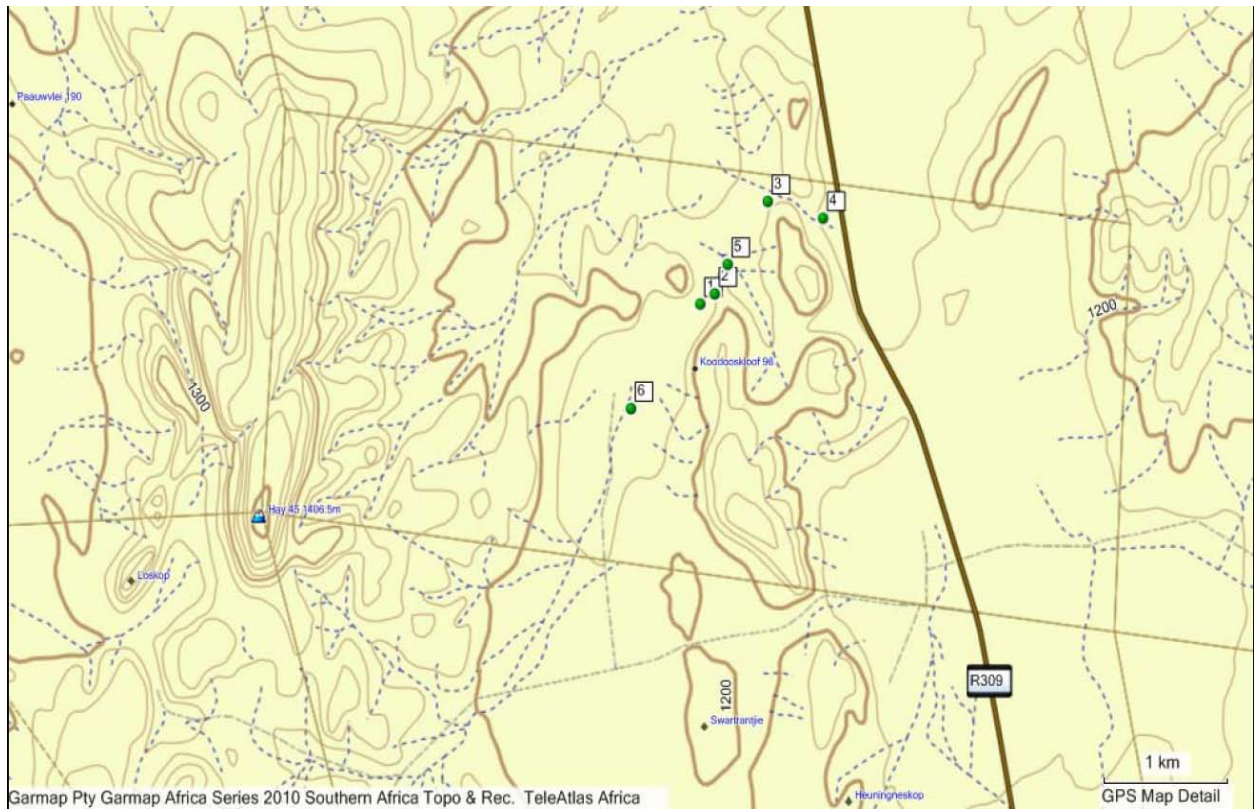 Paauwvlei 190
3
4
5
2
1
1200
Koodooskloof 98
1300
6
Hay 45 1406.5m
Loskop
R309
1200
Swartrantjie
1 km
Heuningneskop
GPS Map Detail
Garmap Pty Garmap Africa Series 2010 Southern Africa Topo & Rec. TeleAtlas Africa